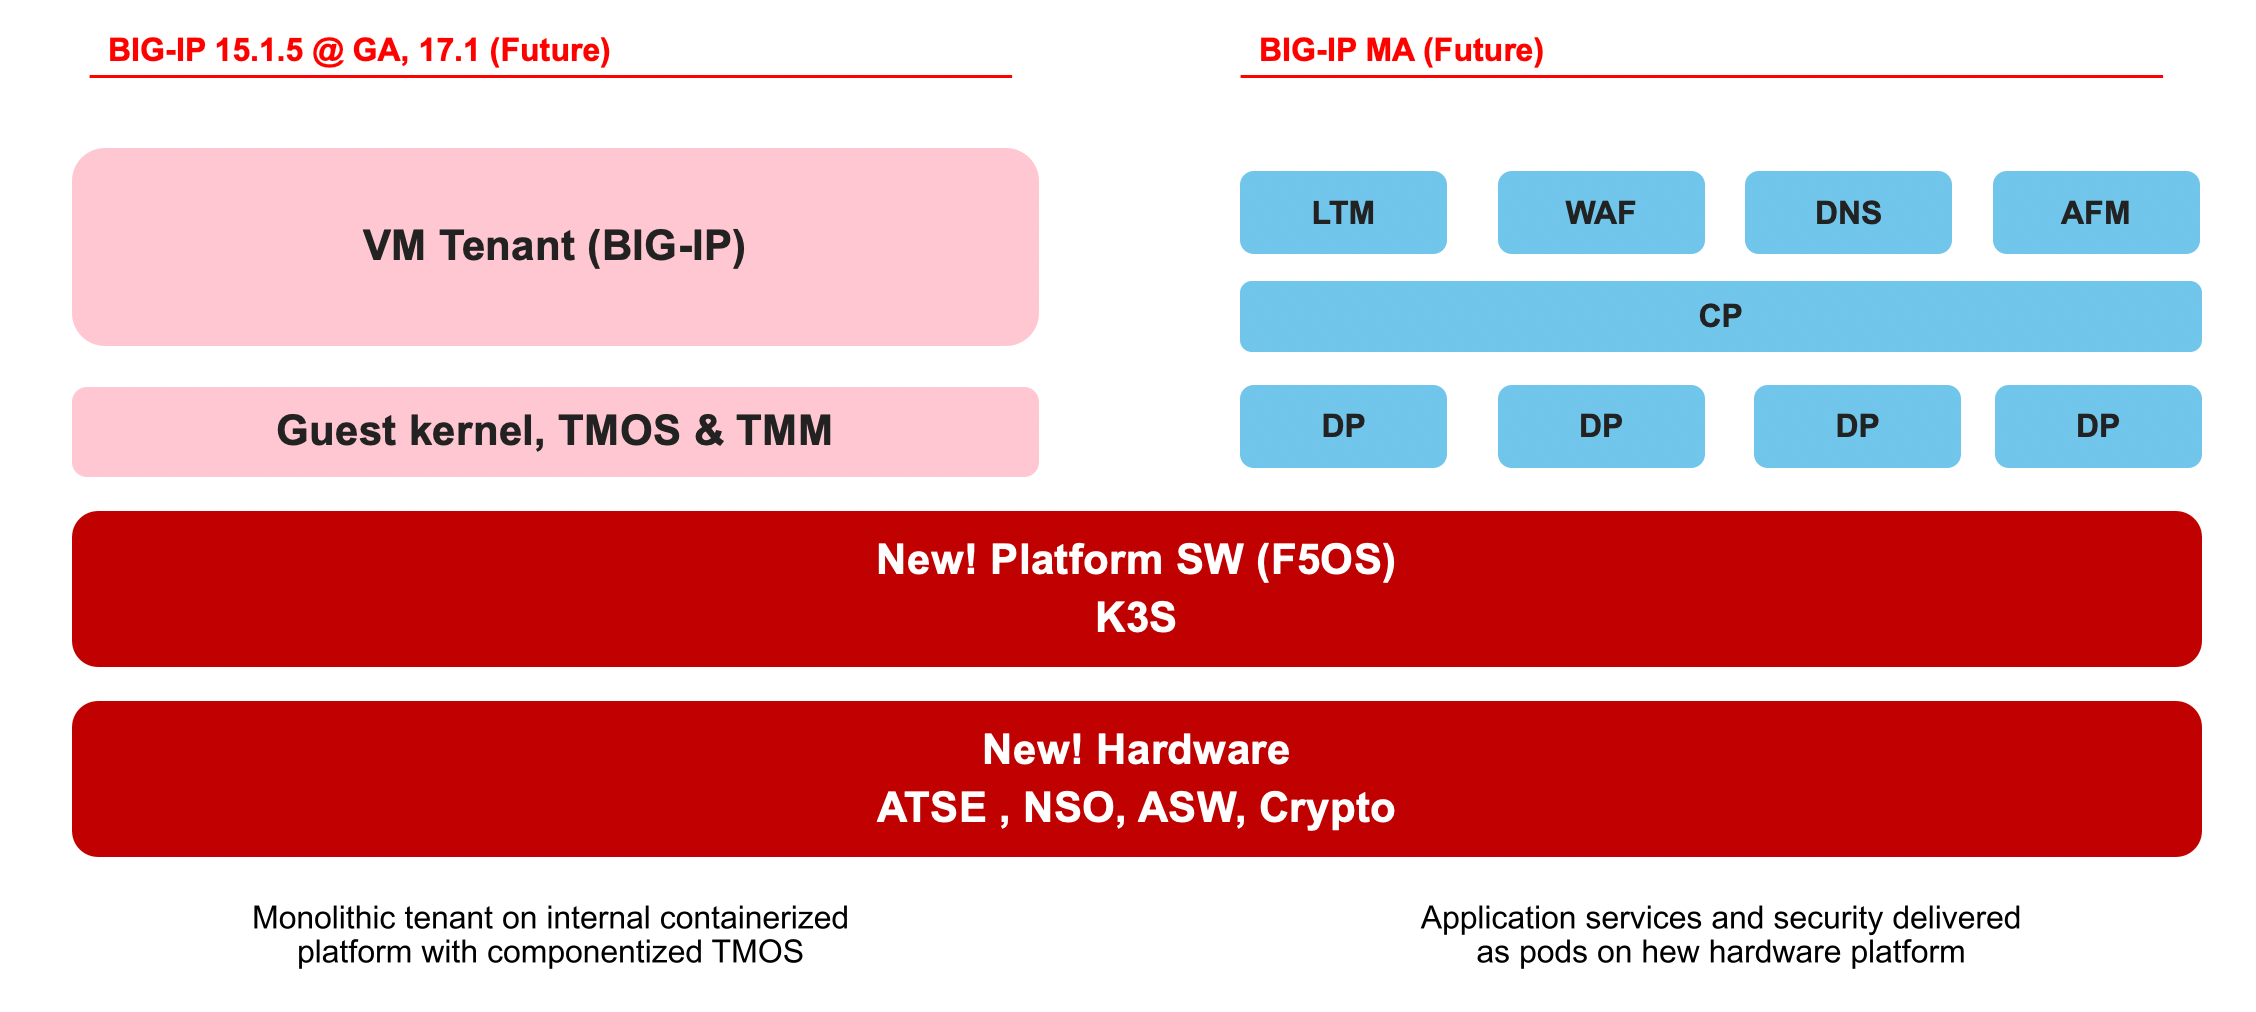 BIG-IP 15.1.5 @ GA, 17.1 (Future)
BIG-IP MA (Future)
VM Tenant (BIG-IP)
LTM
WAF
DNS
AFM
CP
Guest kernel, TMOS & TMM
DP
DP
DP
DP
New! Platform SW (F5OS)
K3S
New! Hardware
ATSE , NSO, ASW, Crypto
Monolithic tenant on internal containerized
platform with componentized TMOS
Application services and security delivered
as pods on hew hardware platform